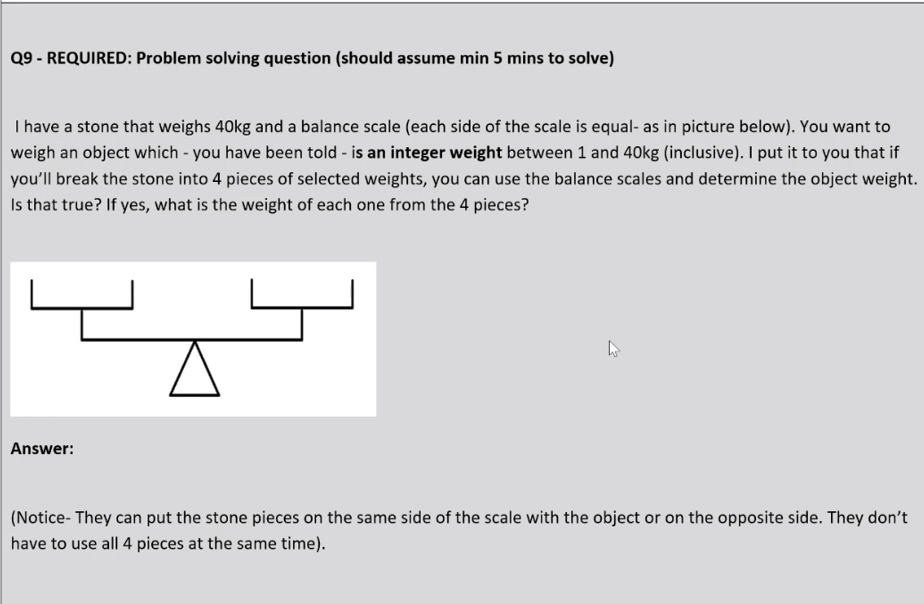 Q9 - REQUIRED: Problem solving question (should assume min 5 mins to solve)
I have a stone that weighs 40kg and a balance scale (each side of the scale is equal- as in picture below). You want to
weigh an object which - you have been told - is an integer weight between 1 and 40kg (inclusive). I put it to you that if
you'll break the stone into 4 pieces of selected weights, you can use the balance scales and determine the object weight.
Is that true? If yes, what is the weight of each one from the 4 pieces?
Answer:
(Notice- They can put the stone pieces on the same side of the scale with the object or on the opposite side. They don't
have to use all 4 pieces at the same time).